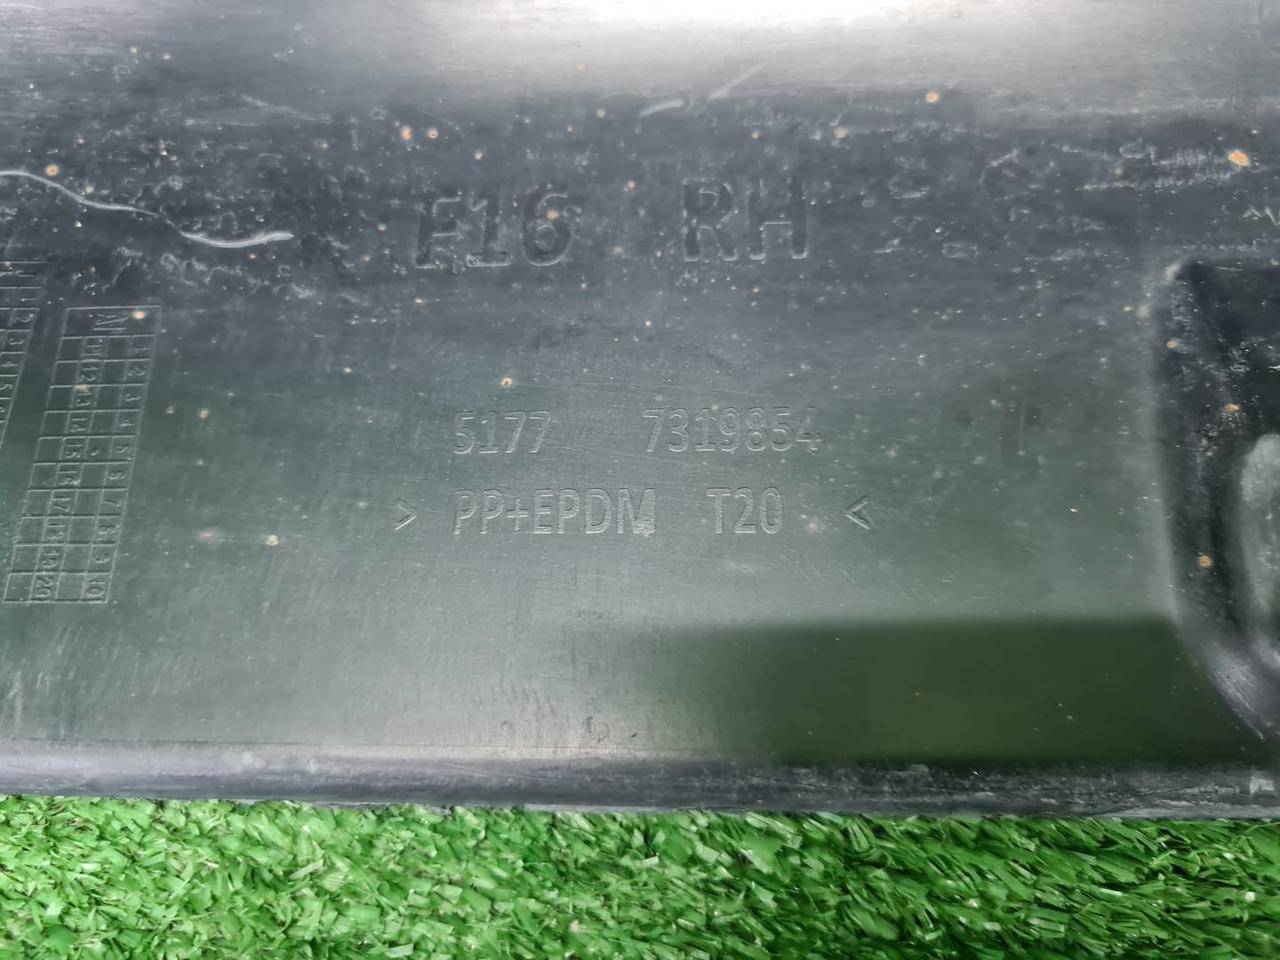 F16 RH
5177 7319854
> PP+EPDM T20 <